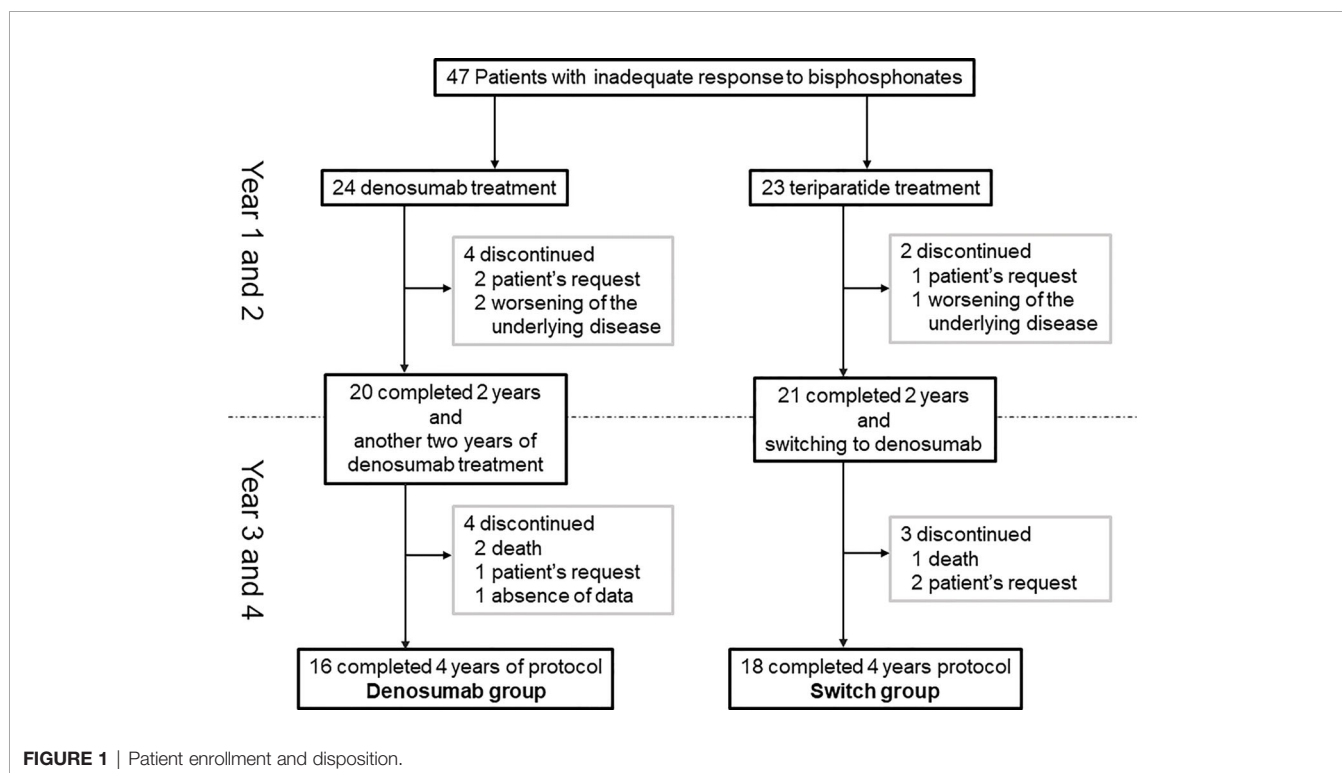 47 Patients with inadequate response to bisphosphonates
Year 1 and 2
24 denosumab treatment
23 teriparatide treatment
4 discontinued
2 patient's request
2 worsening of the
underlying disease
2 discontinued
1 patient's request
1 worsening of the
underlying disease
20 completed 2 years
and
another two years of
denosumab treatment
21 completed 2 years
and
switching to denosumab
Year 3 and 4
4 discontinued
2 death
1 patient's request
1 absence of data
3 discontinued
1 death
2 patient's request
16 completed 4 years of protocol
Denosumab group
18 completed 4 years protocol
Switch group
FIGURE 1 | Patient enrollment and disposition.